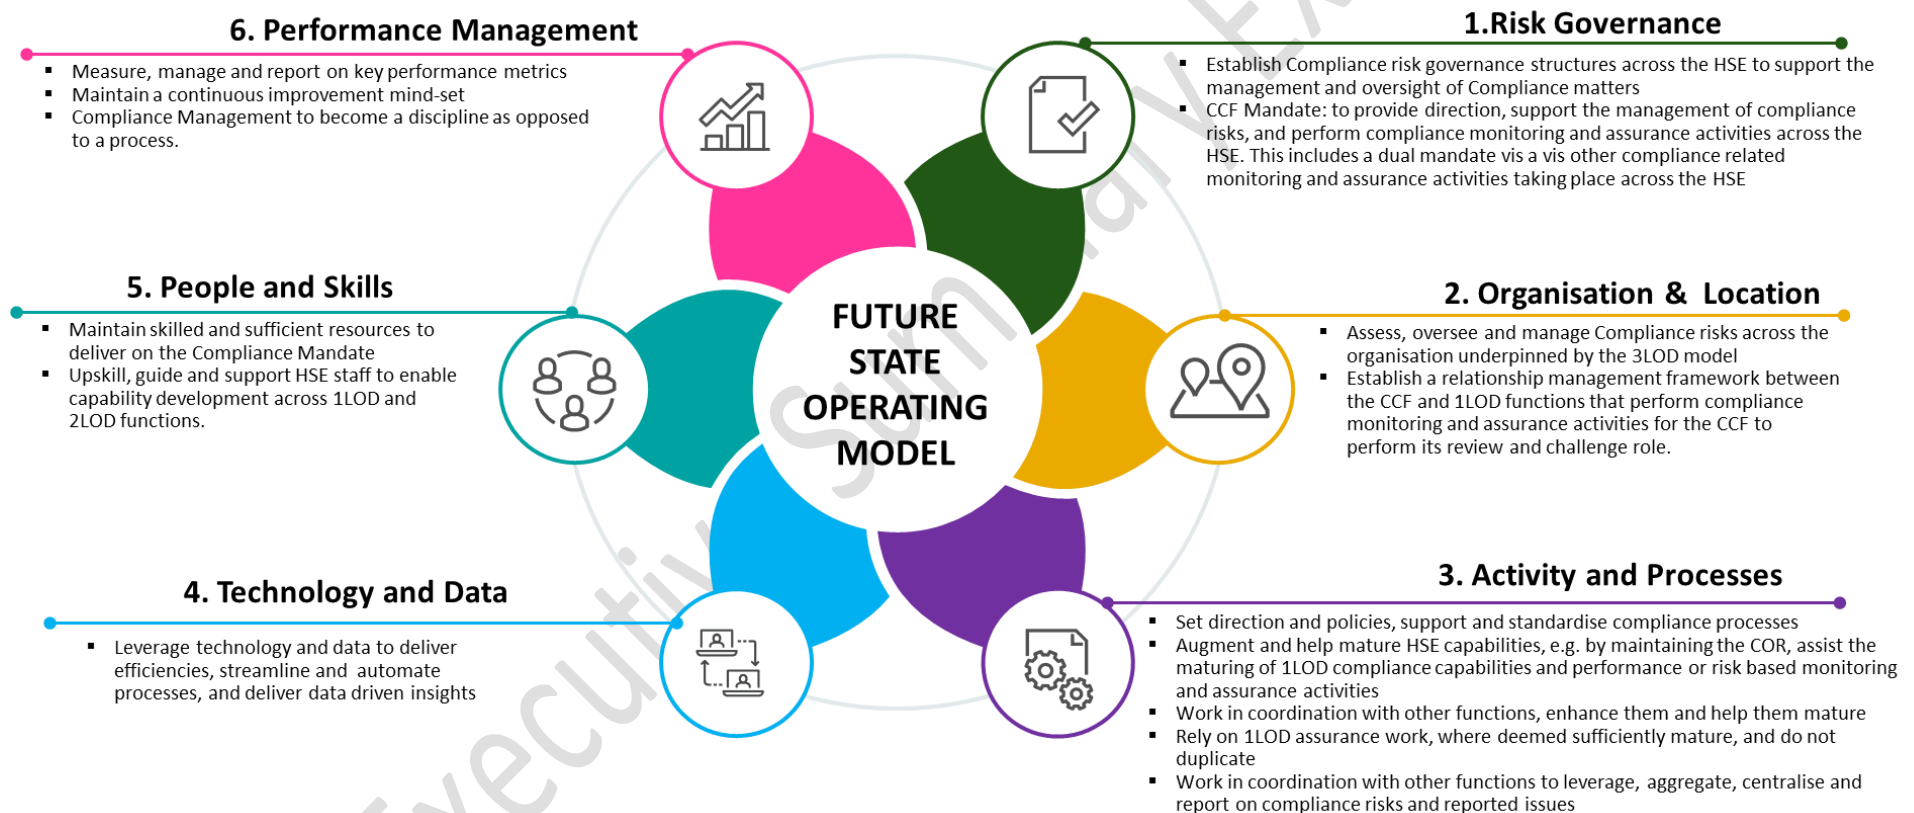 6. Performance Management
▪ Measure, manage and report on key performance metrics
▪ Maintain a continuous improvement mind-set
▪ Compliance Management to become a discipline as opposed
to a process.
1.Risk Governance
▪ Establish Compliance risk governance structures across the HSE to support the
management and oversight of Compliance matters
▪ CCF Mandate: to provide direction, support the management of compliance
risks, and perform compliance monitoring and assurance activities across the
HSE. This includes a dual mandate vis a vis other compliance related
monitoring and assurance activities taking place across the HSE
5. People and Skills
▪ Maintain skilled and sufficient resources to
deliver on the Compliance Mandate
▪ Upskill, guide and support HSE staff to enable
capability development across 1LOD and
2LOD functions.
FUTURE
STATE
OPERATING
MODEL
2. Organisation & Location
▪ Assess, oversee and manage Compliance risks across the
organisation underpinned by the 3LOD model
▪ Establish a relationship management framework between
the CCF and 1LOD functions that perform compliance
monitoring and assurance activities for the CCF to
perform its review and challenge role.
4. Technology and Data
▪ Leverage technology and data to deliver
efficiencies, streamline and automate
processes, and deliver data driven insights
3. Activity and Processes
▪ Set direction and policies, support and standardise compliance processes
▪ Augment and help mature HSE capabilities, e.g. by maintaining the COR, assist the
maturing of 1LOD compliance capabilities and performance or risk based monitoring
and assurance activities
▪ Work in coordination with other functions, enhance them and help them mature
▪ Rely on 1LOD assurance work, where deemed sufficiently mature, and do not
duplicate
▪ Work in coordination with other functions to leverage, aggregate, centralise and
report on compliance risks and reported issues